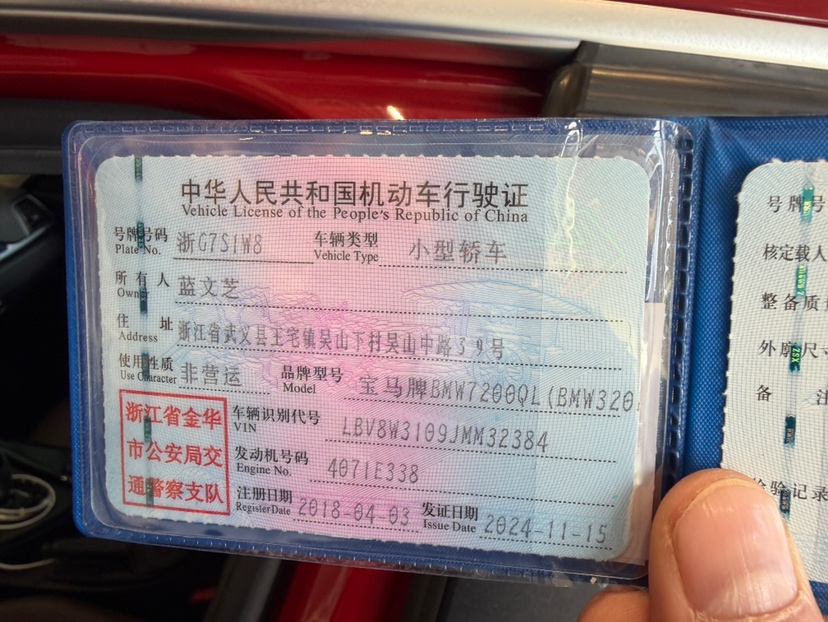 中华人民共和国机动车行驶证
Vehicle License of the People's Republic of China
号牌号码 浙G7S1W8 车辆类型 小型轿车
Plate No. Vehicle Type
所有人 蓝文芝
Owner
住址 浙江省武义县王宅镇吴山下村吴山中路39号
Address
使用性质 非营运 品牌型号 宝马牌BMW7200QL(BMW320
Use Character Model
浙江省金华
市公安局交
通警察支队
车辆识别代号 LBV8W3109JMM32384
VIN
发动机号码 4071E338
Engine No.
注册日期 2018-04-03 发证日期 2024-11-15
Register Date Issue Date
号牌号
核定载人
整备质
外廓尺寸
备 注
检验记录